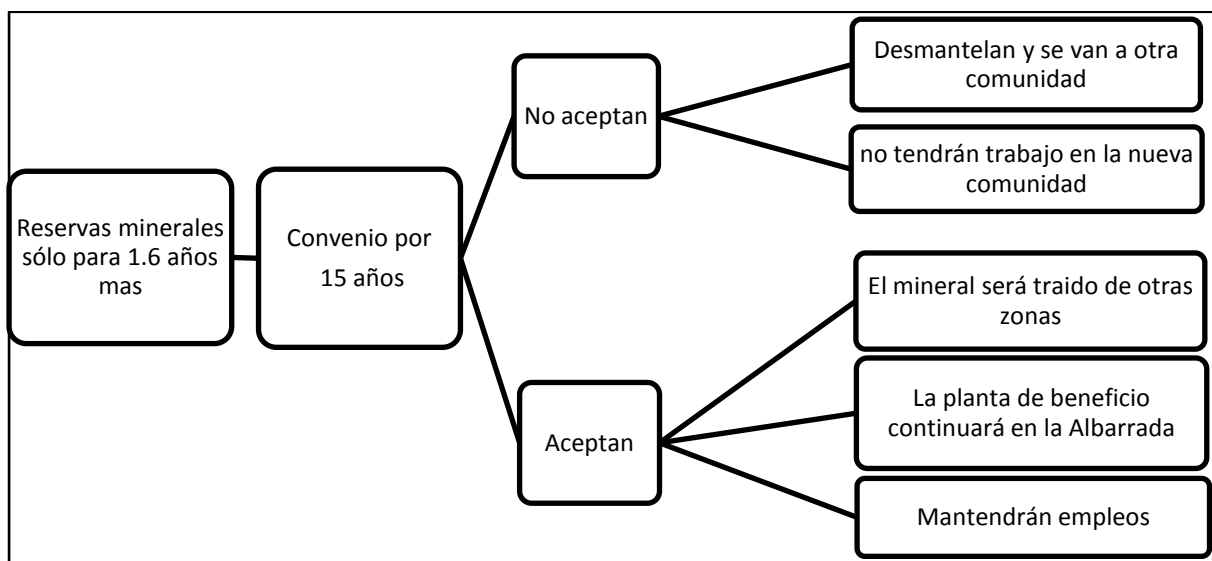 Reservas minerales
sólo para 1.6 años
mas
Convenio por
15 años
No aceptan
Desmantelan y se van a otra
comunidad
no tendrán trabajo en la nueva
comunidad
Aceptan
El mineral será traido de otras
zonas
La planta de beneficio
continuará en la Albarrada
Mantendrán empleos